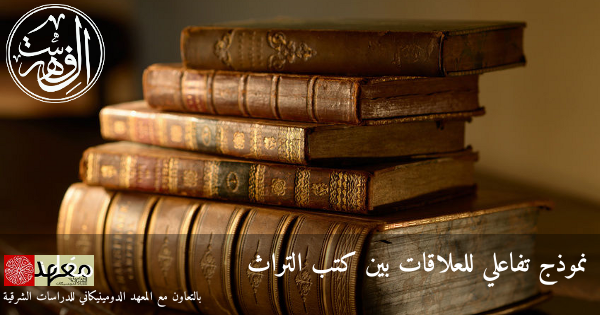 الفهرست
نموذج تفاعلي للعلاقات بين كتب التراث
معهد
بالتعاون مع المعهد الدومينيكاني للدراسات الشرقية